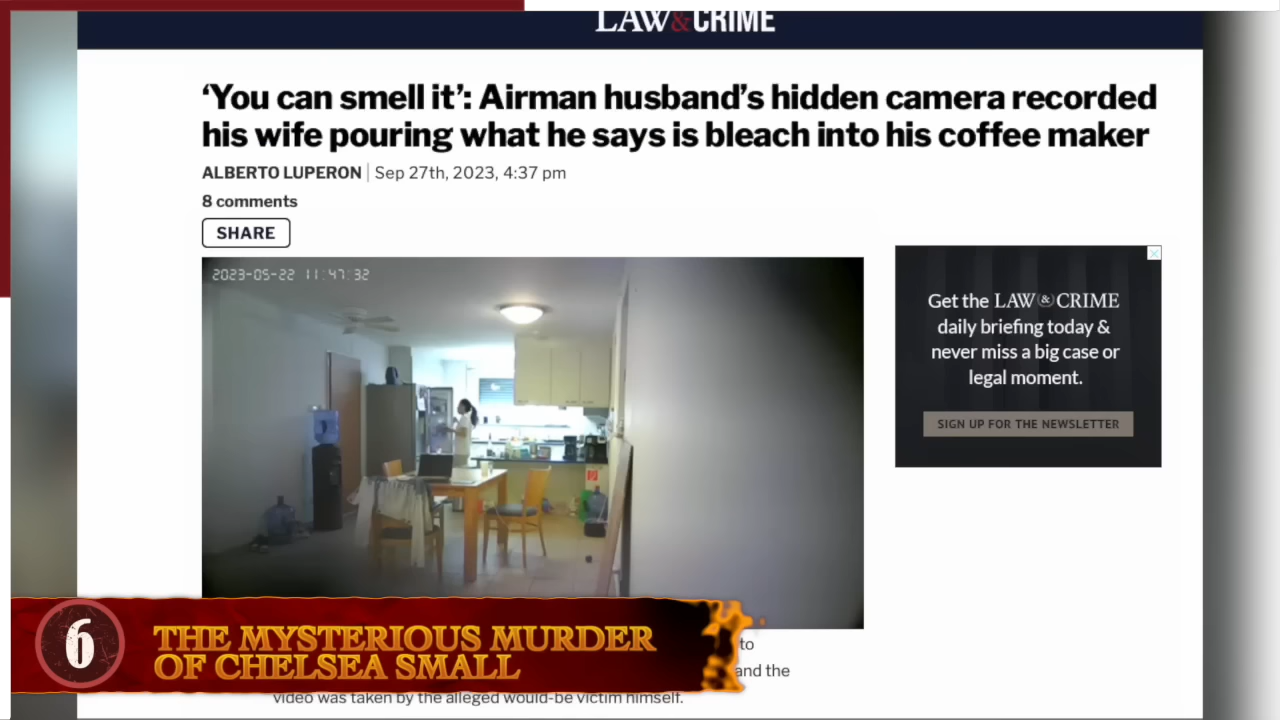 LAW&CRIME
‘You can smell it’: Airman husband’s hidden camera recorded
his wife pouring what he says is bleach into his coffee maker
ALBERTO LUPERON | Sep 27th, 2023, 4:37 pm
8 comments
SHARE
2023-05-22 11:47:32
Get the LAW&CRIME
daily briefing today &
never miss a big case or
legal moment.
SIGN UP FOR THE NEWSLETTER
6
THE MYSTERIOUS MURDER
OF CHELSEA SMALL
to
and the
video was taken by the alleged would-be victim himself.